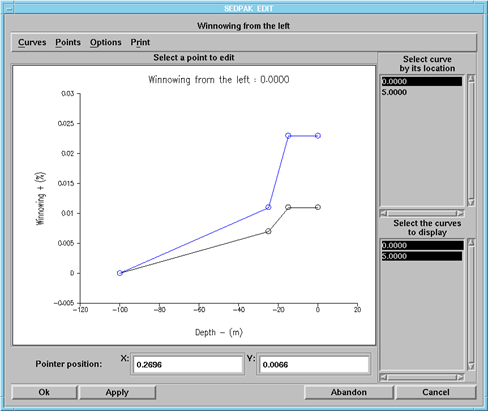 SEDPAK EDIT
Winnowing from the left
Curves Points Options Print
Select a point to edit
Winnowing from the left : 0.0000
0.03
0.025
0.02
0.015
0.01
0.005
0
-0.005
-120 -100 -80 -60 -40 -20 0 20
Winnowing + (%)
Depth - (m)
Select curve
by its location
0.0000
5.0000
Select the curves
to display
0.0000
5.0000
Pointer position: X: 0.2696 Y: 0.0066
Ok Apply Abandon Cancel